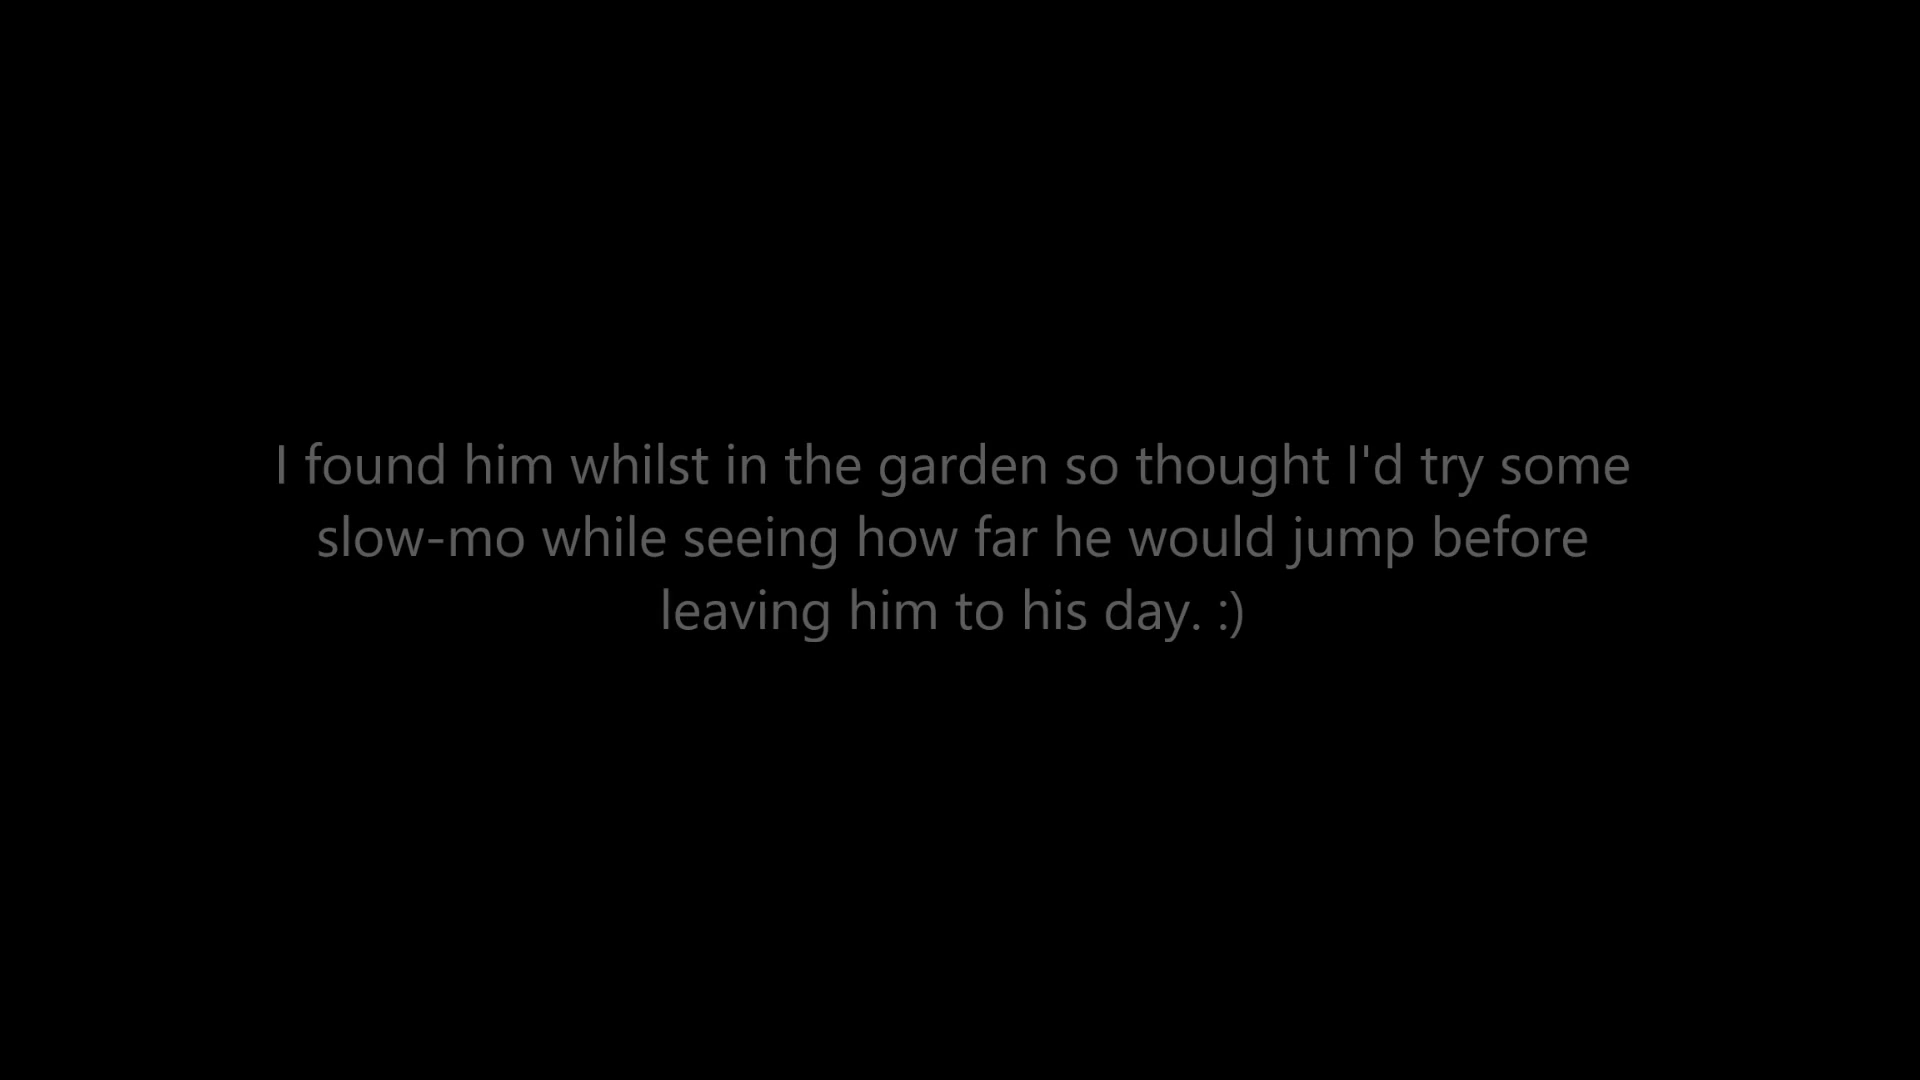 I found him whilst in the garden so thought I'd try some
slow-mo while seeing how far he would jump before
leaving him to his day. :)